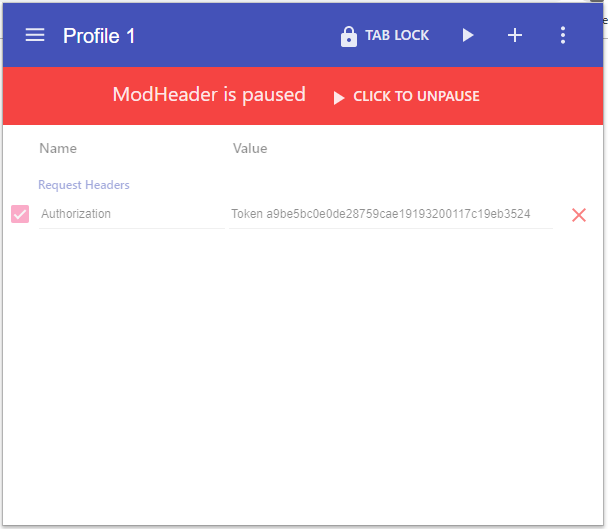 Profile 1
TAB LOCK
ModHeader is paused
CLICK TO UNPAUSE
Name Value
Request Headers
Authorization Token a9be5bc0e0de28759cae19193200117c19eb3524